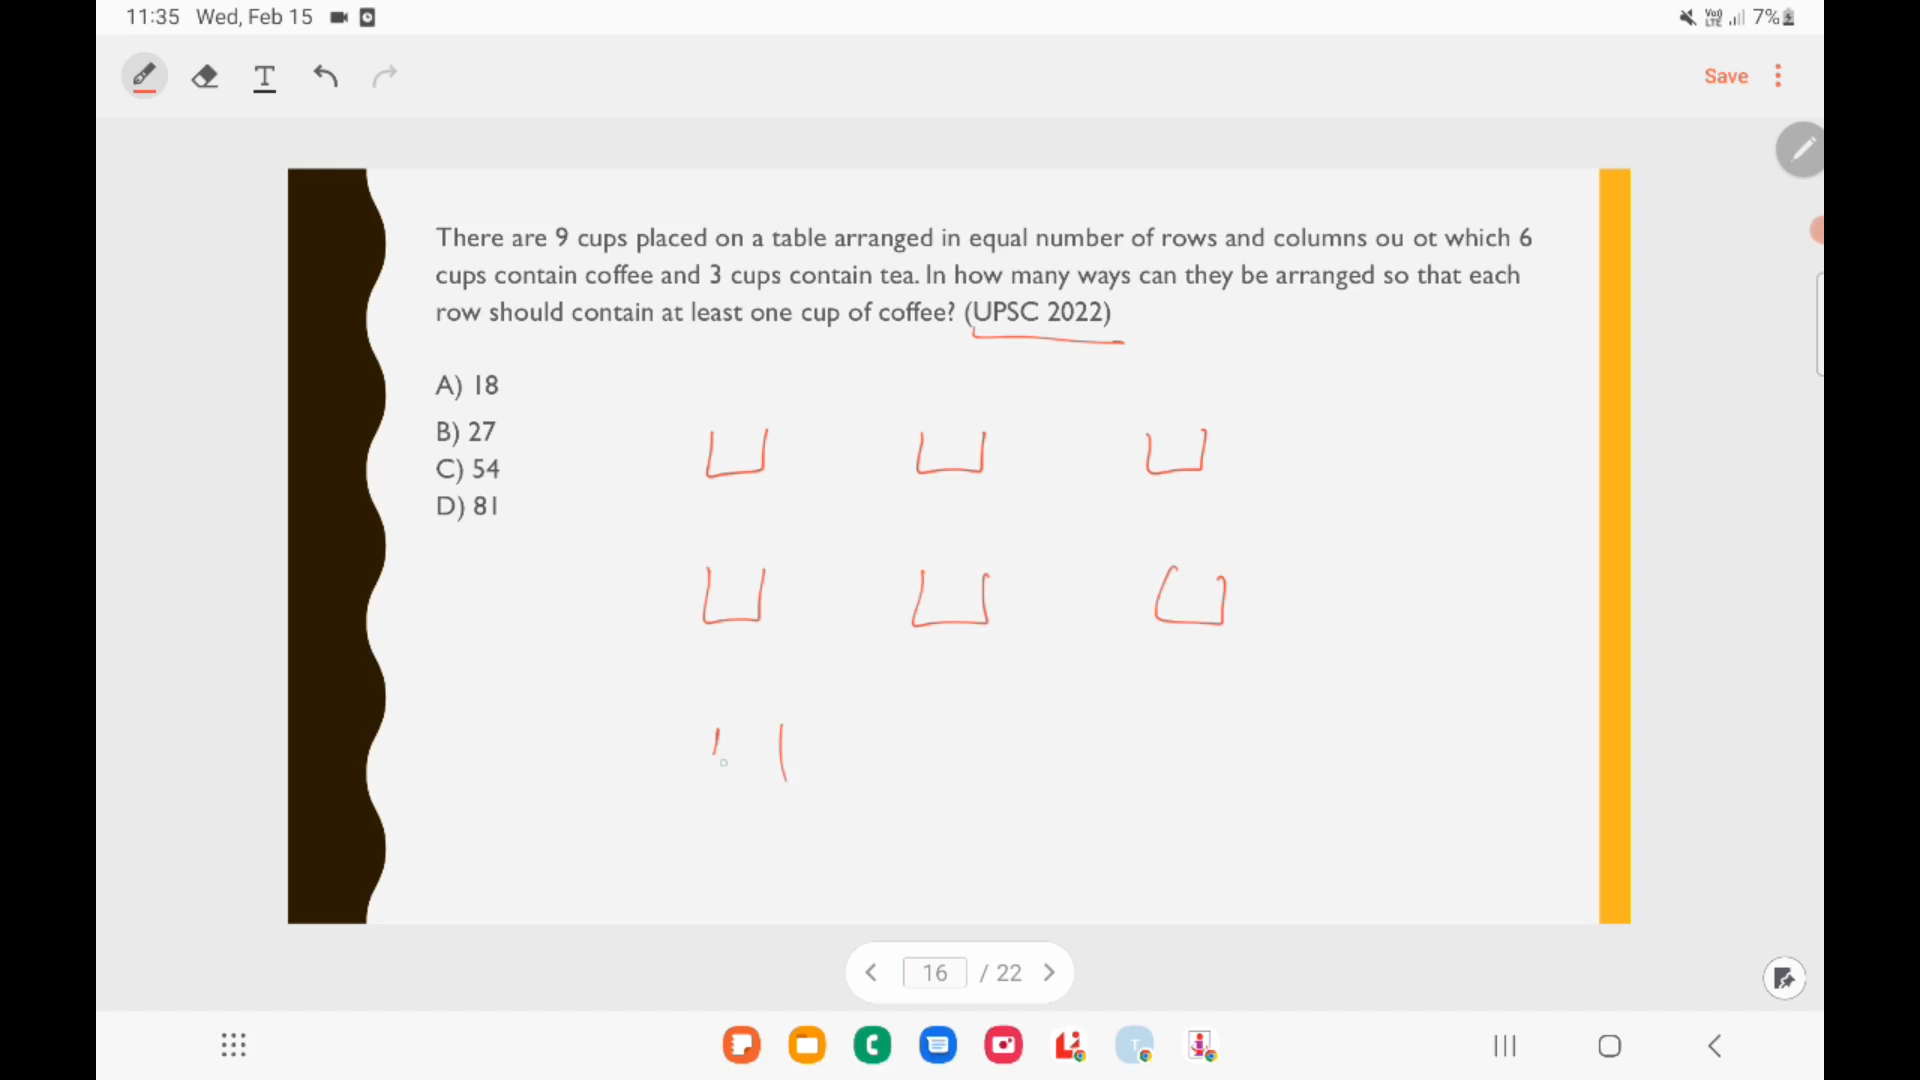 11:35 Wed, Feb 15
Vo)) LTE 7%
T
Save
There are 9 cups placed on a table arranged in equal number of rows and columns ou ot which 6
cups contain coffee and 3 cups contain tea. In how many ways can they be arranged so that each
row should contain at least one cup of coffee? (UPSC 2022)
A) 18
B) 27
C) 54
D) 81
16 / 22
T